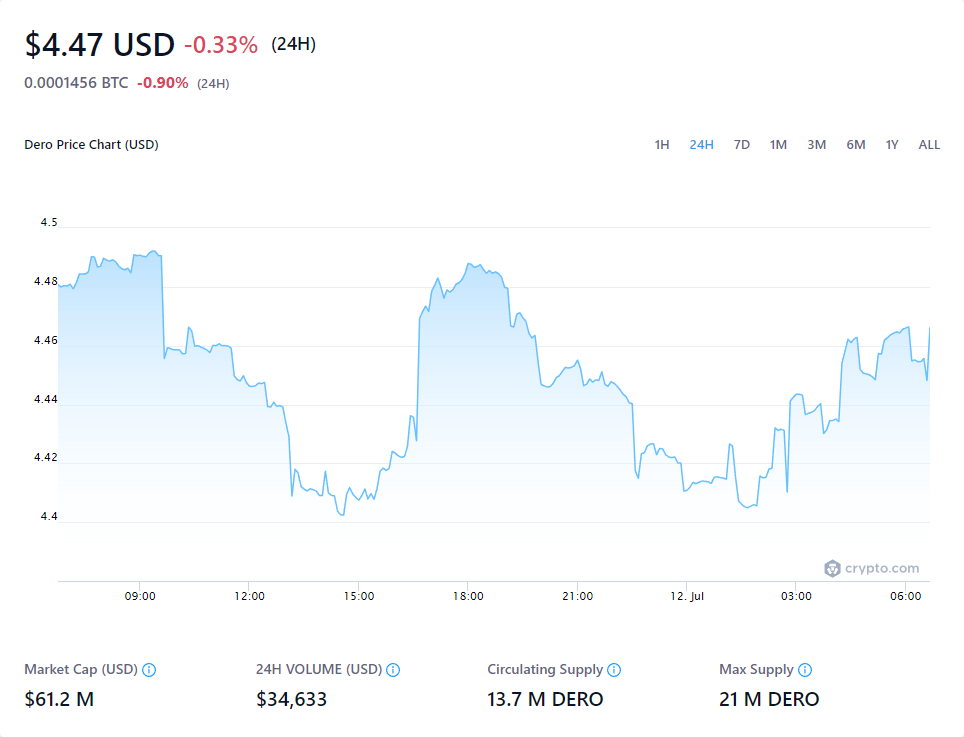 $4.47 USD -0.33% (24H)
0.0001456 BTC -0.90% (24H)
Dero Price Chart (USD)
1H 24H 7D 1M 3M 6M 1Y ALL
4.5
4.48
4.46
4.44
4.42
4.4
crypto.com
09:00 12:00 15:00 18:00 21:00 12. Jul 03:00 06:00
Market Cap (USD) 24H VOLUME (USD) Circulating Supply Max Supply
$61.2 M $34,633 13.7 M DERO 21 M DERO